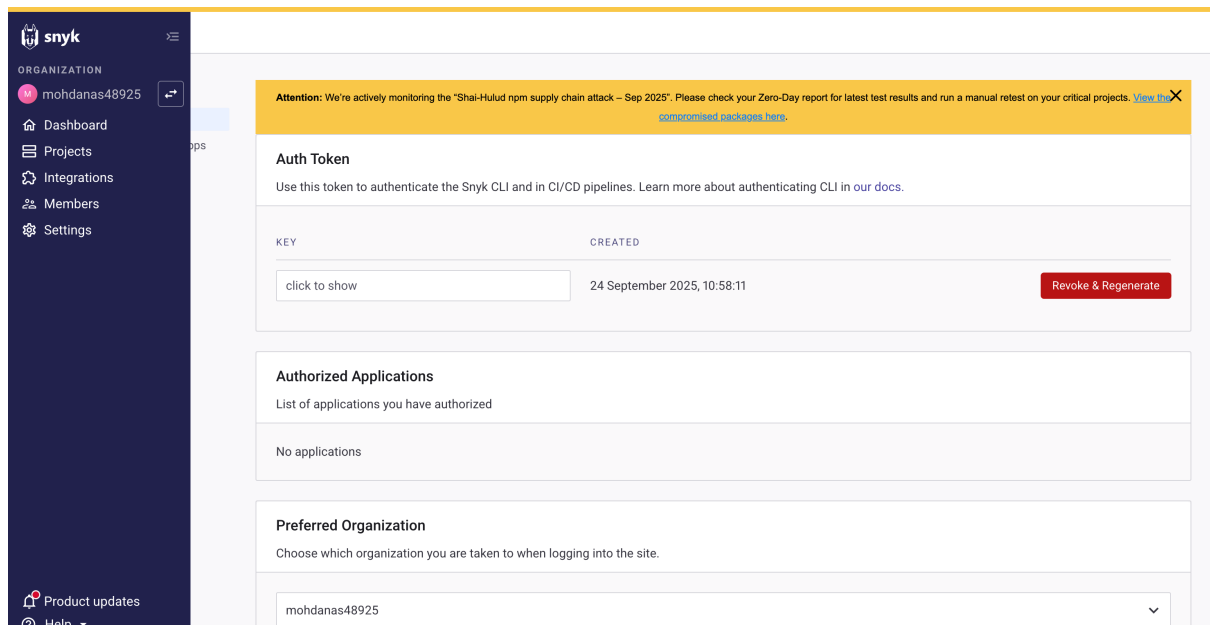 snyk
ORGANIZATION
M mohdanas48925
Dashboard
Projects
Integrations
Members
Settings
Product updates
Help
Attention: We're actively monitoring the "Shai-Hulud npm supply chain attack – Sep 2025". Please check your Zero-Day report for latest test results and run a manual retest on your critical projects. View the
compromised packages here.
Auth Token
Use this token to authenticate the Snyk CLI and in CI/CD pipelines. Learn more about authenticating CLI in our docs.
KEY CREATED
click to show 24 September 2025, 10:58:11 Revoke & Regenerate
Authorized Applications
List of applications you have authorized
No applications
Preferred Organization
Choose which organization you are taken to when logging into the site.
mohdanas48925